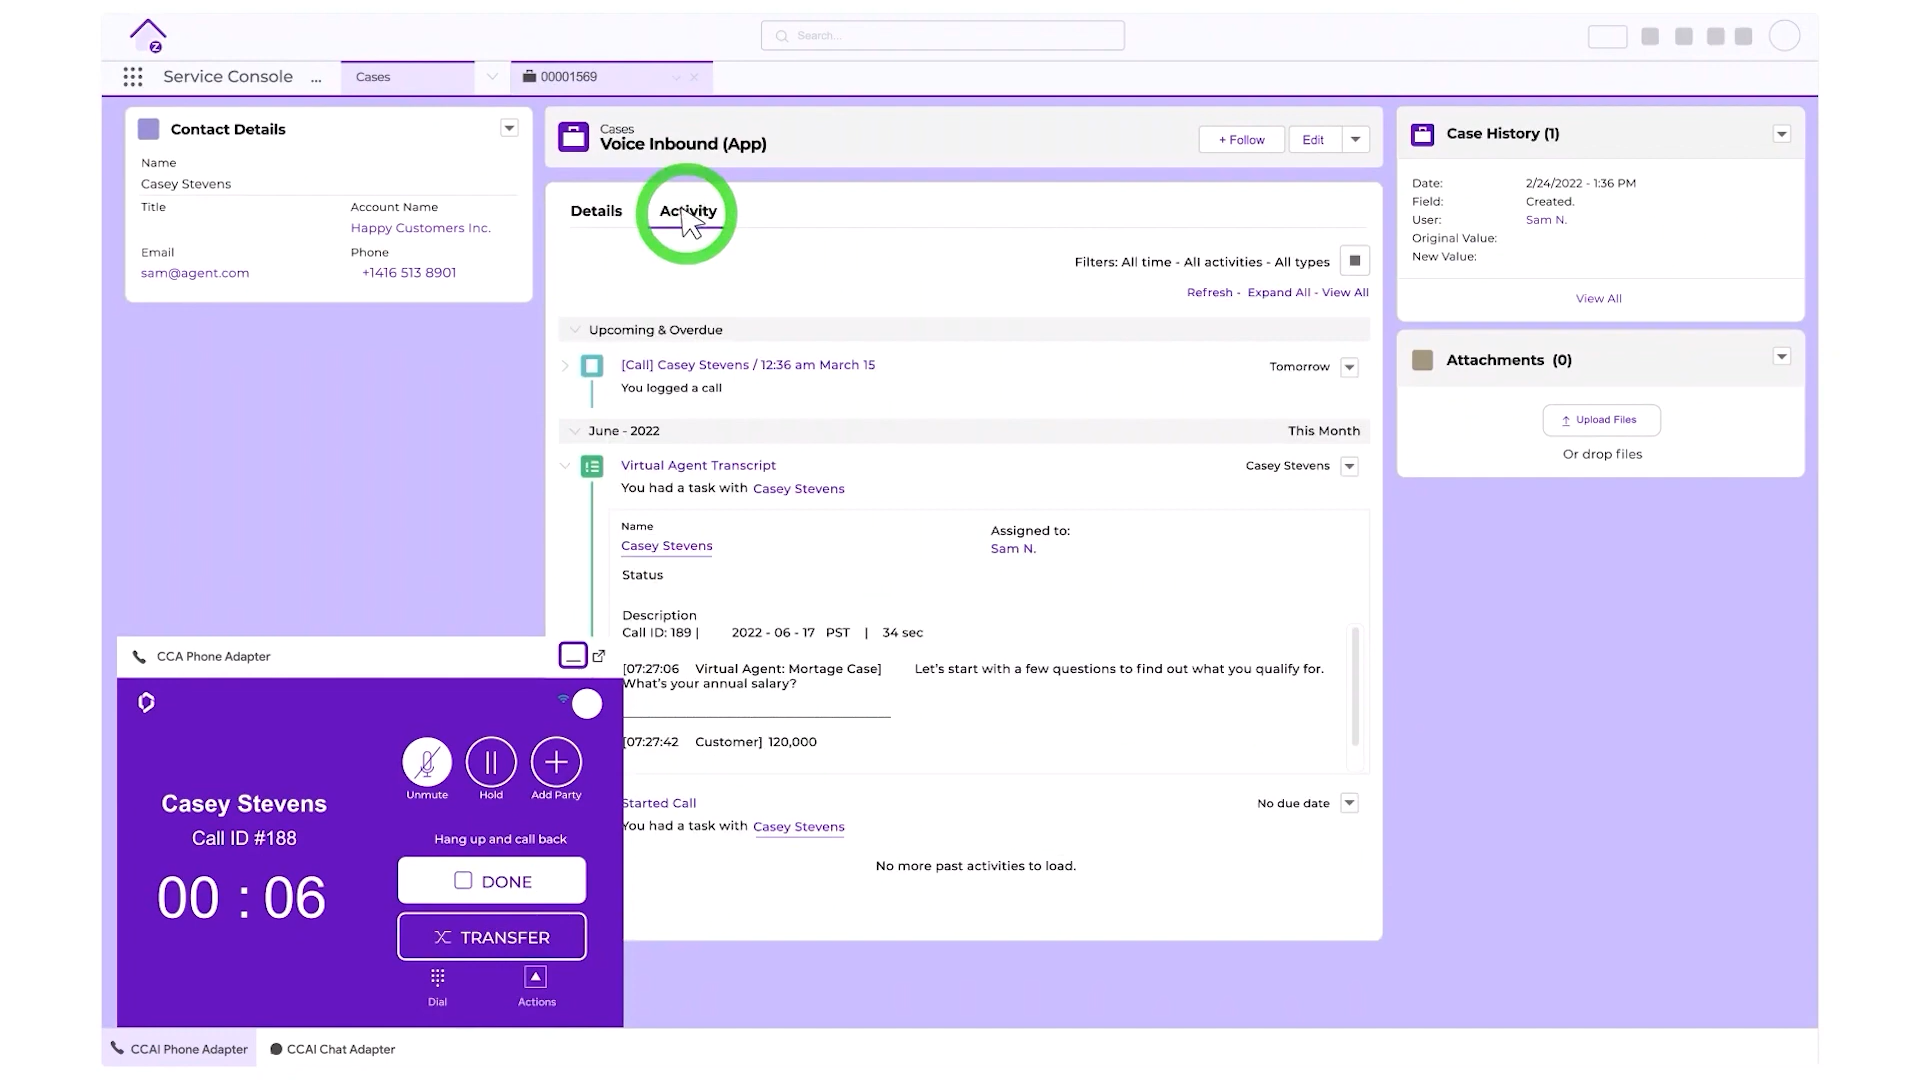 Search...
Service Console ...
Cases
00001569
Contact Details
Name
Casey Stevens
Title
Account Name
Happy Customers Inc.
Email
Phone
sam@agent.com
+1416 513 8901
Cases
Voice Inbound (App)
+ Follow
Edit
Details
Activity
Filters: All time - All activities - All types
Refresh - Expand All - View All
Upcoming & Overdue
[Call] Casey Stevens / 12:36 am March 15
Tomorrow
You logged a call
June - 2022
This Month
Virtual Agent Transcript
Casey Stevens
You had a task with Casey Stevens
Name
Assigned to:
Casey Stevens
Sam N.
Status
Description
Call ID: 189 | 2022 - 06 - 17 PST | 34 sec
[07:27:06 Virtual Agent: Mortage Case] Let's start with a few questions to find out what you qualify for.
What's your annual salary?
[07:27:42 Customer] 120,000
Started Call
No due date
You had a task with Casey Stevens
No more past activities to load.
Case History (1)
Date: 2/24/2022 - 1:36 PM
Field: Created.
User: Sam N.
Original Value:
New Value:
View All
Attachments (0)
Upload Files
Or drop files
CCA Phone Adapter
Unmute
Hold
Add Party
Casey Stevens
Call ID #188
00 : 06
Hang up and call back
DONE
TRANSFER
Dial
Actions
CCAI Phone Adapter
CCAI Chat Adapter